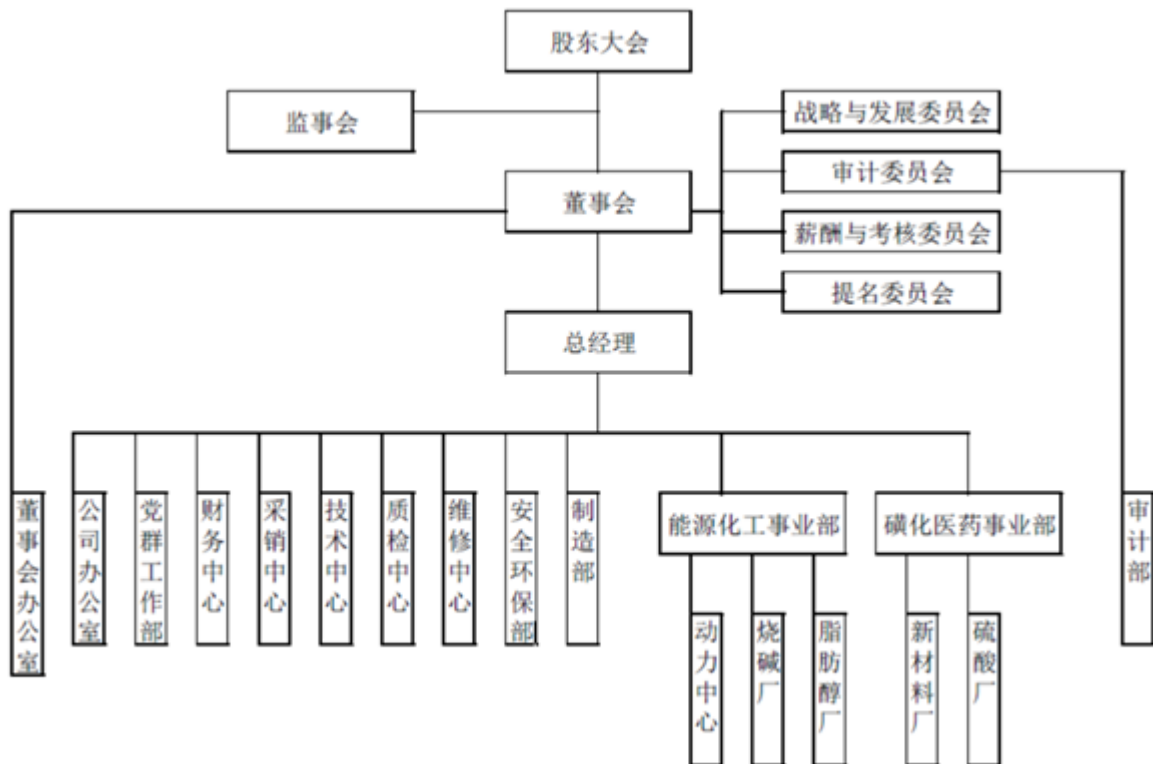 股东大会
监事会
战略与发展委员会
审计委员会
董事会
薪酬与考核委员会
提名委员会
总经理
董事会办公室
公司办公室
党群工作部
财务中心
采销中心
技术中心
质检中心
维修中心
安全环保部
制造部
能源化工事业部
磺化医药事业部
审计部
动力中心
烧碱厂
脂肪醇厂
新材料厂
硫酸厂